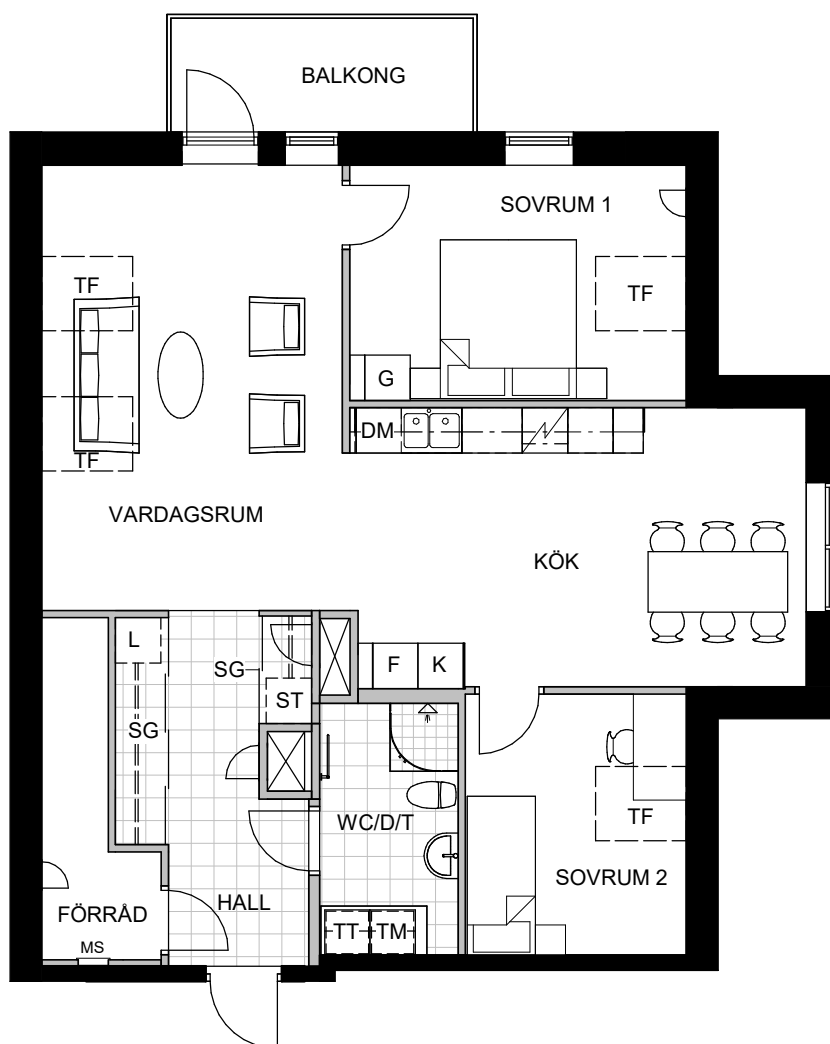 BALKONG
SOVRUM 1
TF
TF
G
DM
TF
VARDAGSRUM
KÖK
L
SG
F
K
ST
SG
TF
WC/D/T
SOVRUM 2
HALL
FÖRRÅD
TT
TM
MS